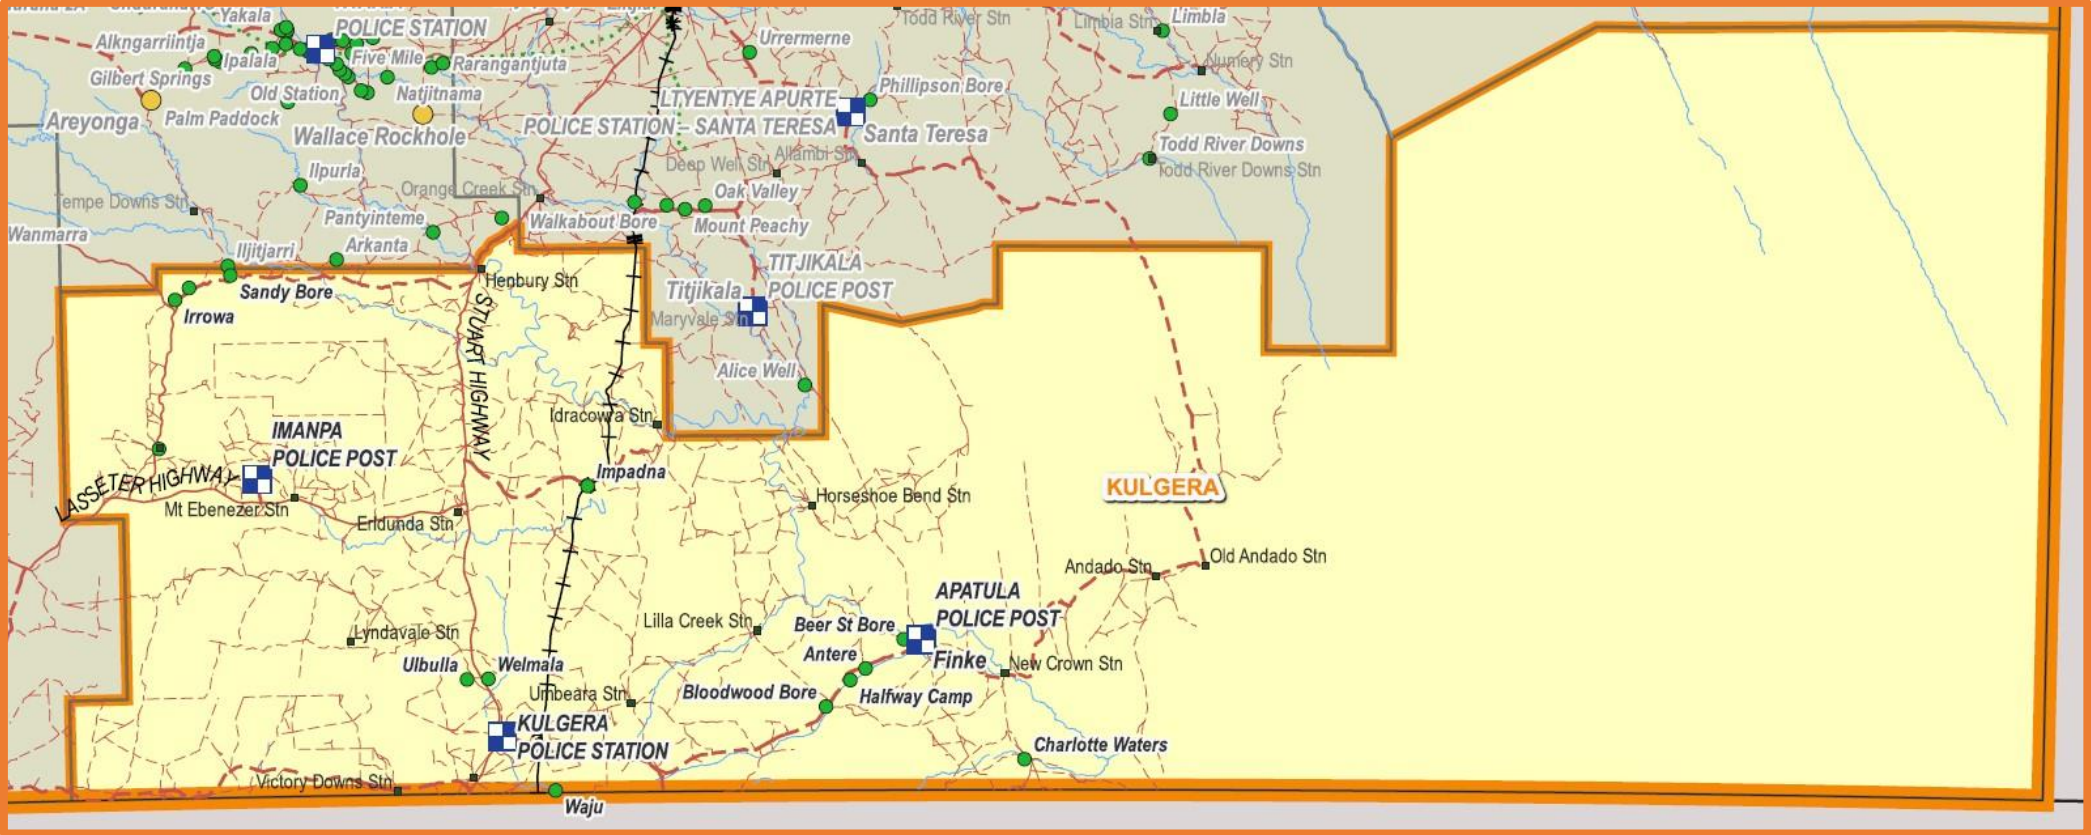 Yakala
Todd River Stn
Limbla Stn
Limbla
POLICE STATION
Alkngarriintja
Urrermerne
Ipalala
Five Mile
Rarangantjuta
Numery Stn
Gilbert Springs
Old Station
Natjitnama
LTYENTYE APURTE
POLICE STATION – SANTA TERESA
Phillipson Bore
Little Well
Areyonga
Palm Paddock
Wallace Rockhole
Santa Teresa
Todd River Downs
Todd River Downs Stn
Deep Well Stn
Allambi Stn
Ilpurla
Orange Creek Stn
Oak Valley
Tempe Downs Stn
Pantyinteme
Walkabout Bore
Mount Peachy
Wanmarra
Iljitjarri
Arkanta
TITJIKALA
POLICE POST
Titjikala
Maryvale Stn
Henbury Stn
Sandy Bore
Irrowa
STUART HIGHWAY
Alice Well
Idracowra Stn
IMANPA
POLICE POST
LASSETER HIGHWAY
Impadna
KULGERA
Mt Ebenezer Stn
Erldunda Stn
Horseshoe Bend Stn
Andado Stn
Old Andado Stn
APATULA
POLICE POST
Lilla Creek Stn
Beer St Bore
Lyndavale Stn
Antere
Finke
Ulbulla
Welmala
New Crown Stn
Umbeara Stn
Bloodwood Bore
Halfway Camp
KULGERA
POLICE STATION
Charlotte Waters
Victory Downs Stn
Waju